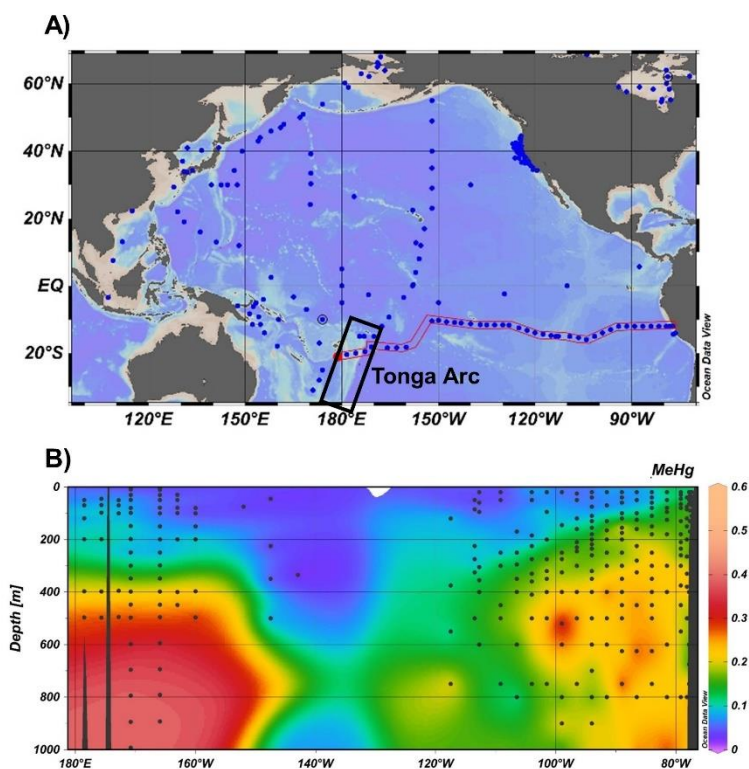 A)
60°N
40°N
20°N
EQ
20°S
Tonga Arc
Ocean Data View
120°E 150°E 180°E 150°W 120°W 90°W
B)
MeHg
0
200
400
600
800
1000
Depth [m]
Ocean Data View
0.6
0.5
0.4
0.3
0.2
0.1
0
180°E 160°W 140°W 120°W 100°W 80°W